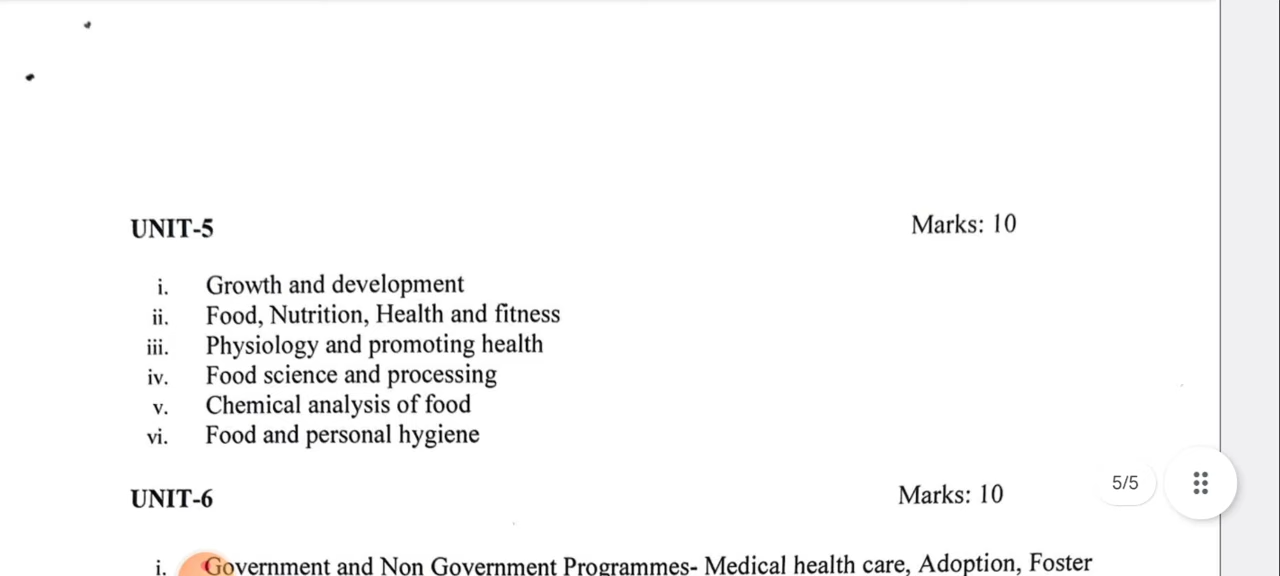 UNIT-5 Marks: 10
i. Growth and development
ii. Food, Nutrition, Health and fitness
iii. Physiology and promoting health
iv. Food science and processing
v. Chemical analysis of food
vi. Food and personal hygiene
5/5
UNIT-6 Marks: 10
i. Government and Non Government Programmes- Medical health care, Adoption, Foster